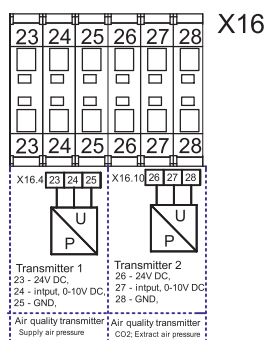 X16
23 24 25 26 27 28
23 24 25 26 27 28
X16.4 23 24 25
X16.10 26 27 28
U
P
U
P
Transmitter 1
23 - 24V DC,
24 - intput, 0-10V DC,
25 - GND,
Transmitter 2
26 - 24V DC,
27 - intput, 0-10V DC,
28 - GND,
Air quality transmitter
Supply air pressure
Air quality transmitter
CO2; Extract air pressure